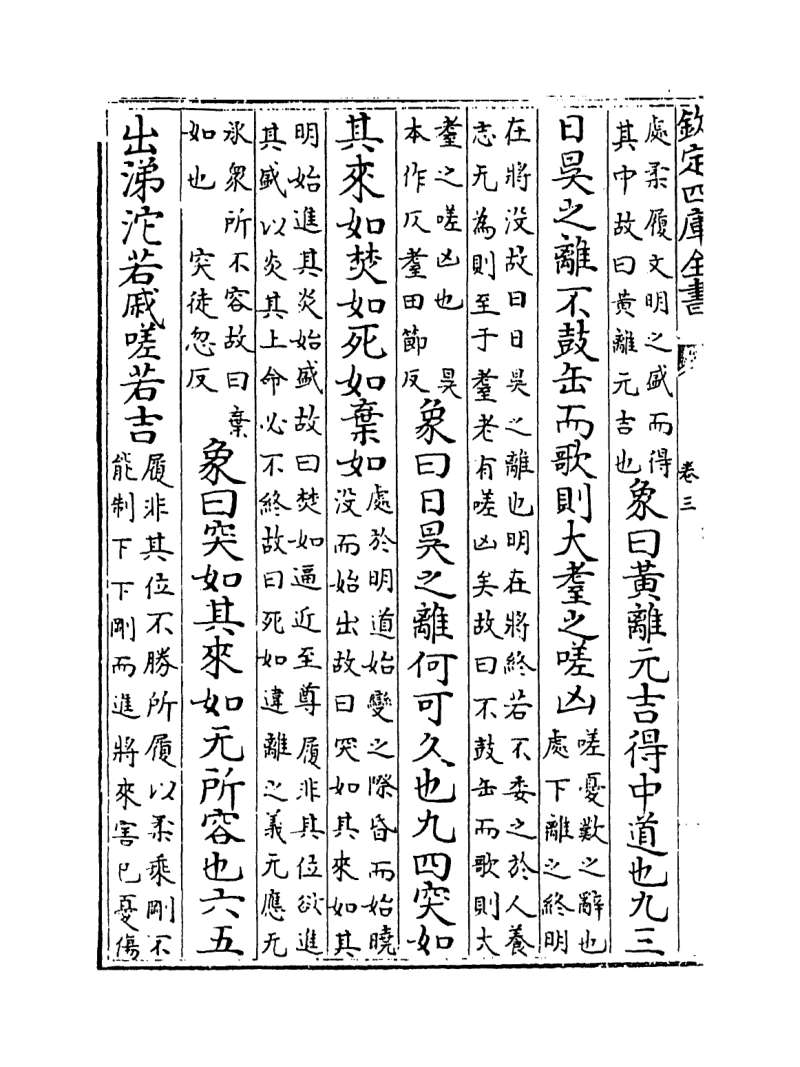 欽定四庫全書 卷三
處柔履文明之盛而得
其中故曰黄離元吉也
象曰黃離元吉得中道也九三
日昃之離不鼓缶而歌則大耋之嗟凶
嗟憂歎之辭也
處下離之終明
在將没故曰日昃之離也明在將終若不委之於人養
志无為則至于耋老有嗟凶矣故曰不鼓缶而歌則大
耋之嗟凶也 昃
本作仄耋田節反
象曰日昃之離何可久也九四突如
其來如焚如死如棄如
處於明道始變之際昏而始曉
没而始出故曰突如其來如其
明始進其炎始盛故曰焚如逼近至尊履非其位欲進
其盛以炎其上命必不終故曰死如違離之義无應无
承衆所不容故曰棄
如也 突徒忽反
象曰突如其來如无所容也六五
出涕沱若戚嗟若吉
履非其位不勝所履以柔乘剛不
能制下下剛而進將來害已憂傷